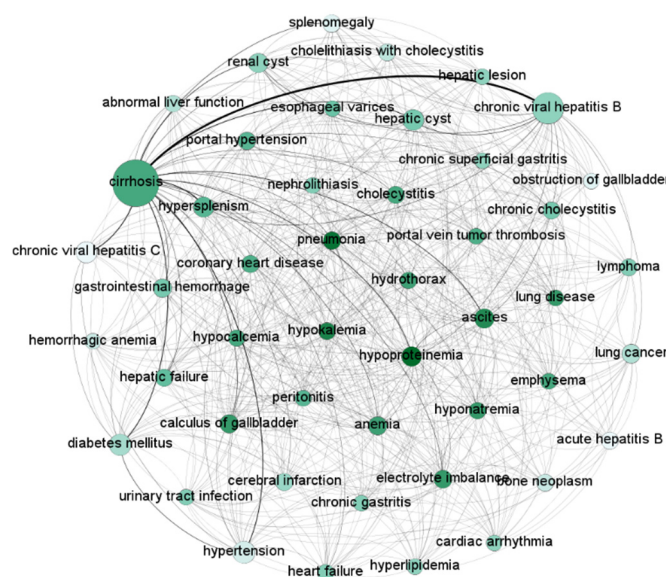 splenomegaly
cholelithiasis with cholecystitis
renal cyst
hepatic lesion
abnormal liver function
esophageal varices
chronic viral hepatitis B
hepatic cyst
portal hypertension
chronic superficial gastritis
cirrhosis
nephrolithiasis
obstruction of gallbladder
cholecystitis
hypersplenism
chronic cholecystitis
pneumonia
portal vein tumor thrombosis
chronic viral hepatitis C
coronary heart disease
lymphoma
gastrointestinal hemorrhage
hydrothorax
lung disease
ascites
hemorrhagic anemia
hypocalcemia
hypokalemia
hypoproteinemia
lung cancer
hepatic failure
emphysema
peritonitis
hyponatremia
calculus of gallbladder
anemia
diabetes mellitus
acute hepatitis B
cerebral infarction
electrolyte imbalance
bone neoplasm
urinary tract infection
chronic gastritis
cardiac arrhythmia
hypertension
heart failure
hyperlipidemia